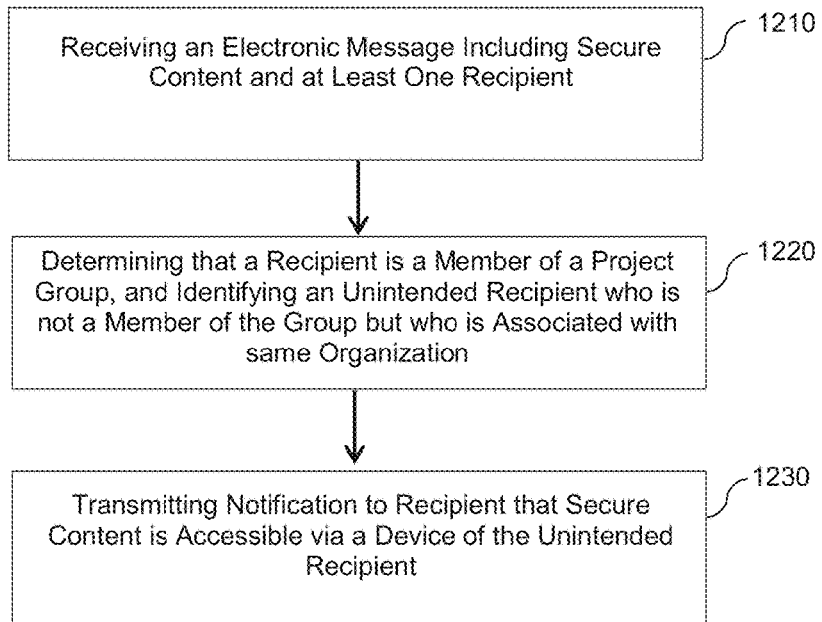 1210
Receiving an Electronic Message Including Secure
Content and at Least One Recipient
1220
Determining that a Recipient is a Member of a Project
Group, and Identifying an Unintended Recipient who is
not a Member of the Group but who is Associated with
same Organization
1230
Transmitting Notification to Recipient that Secure
Content is Accessible via a Device of the Unintended
Recipient